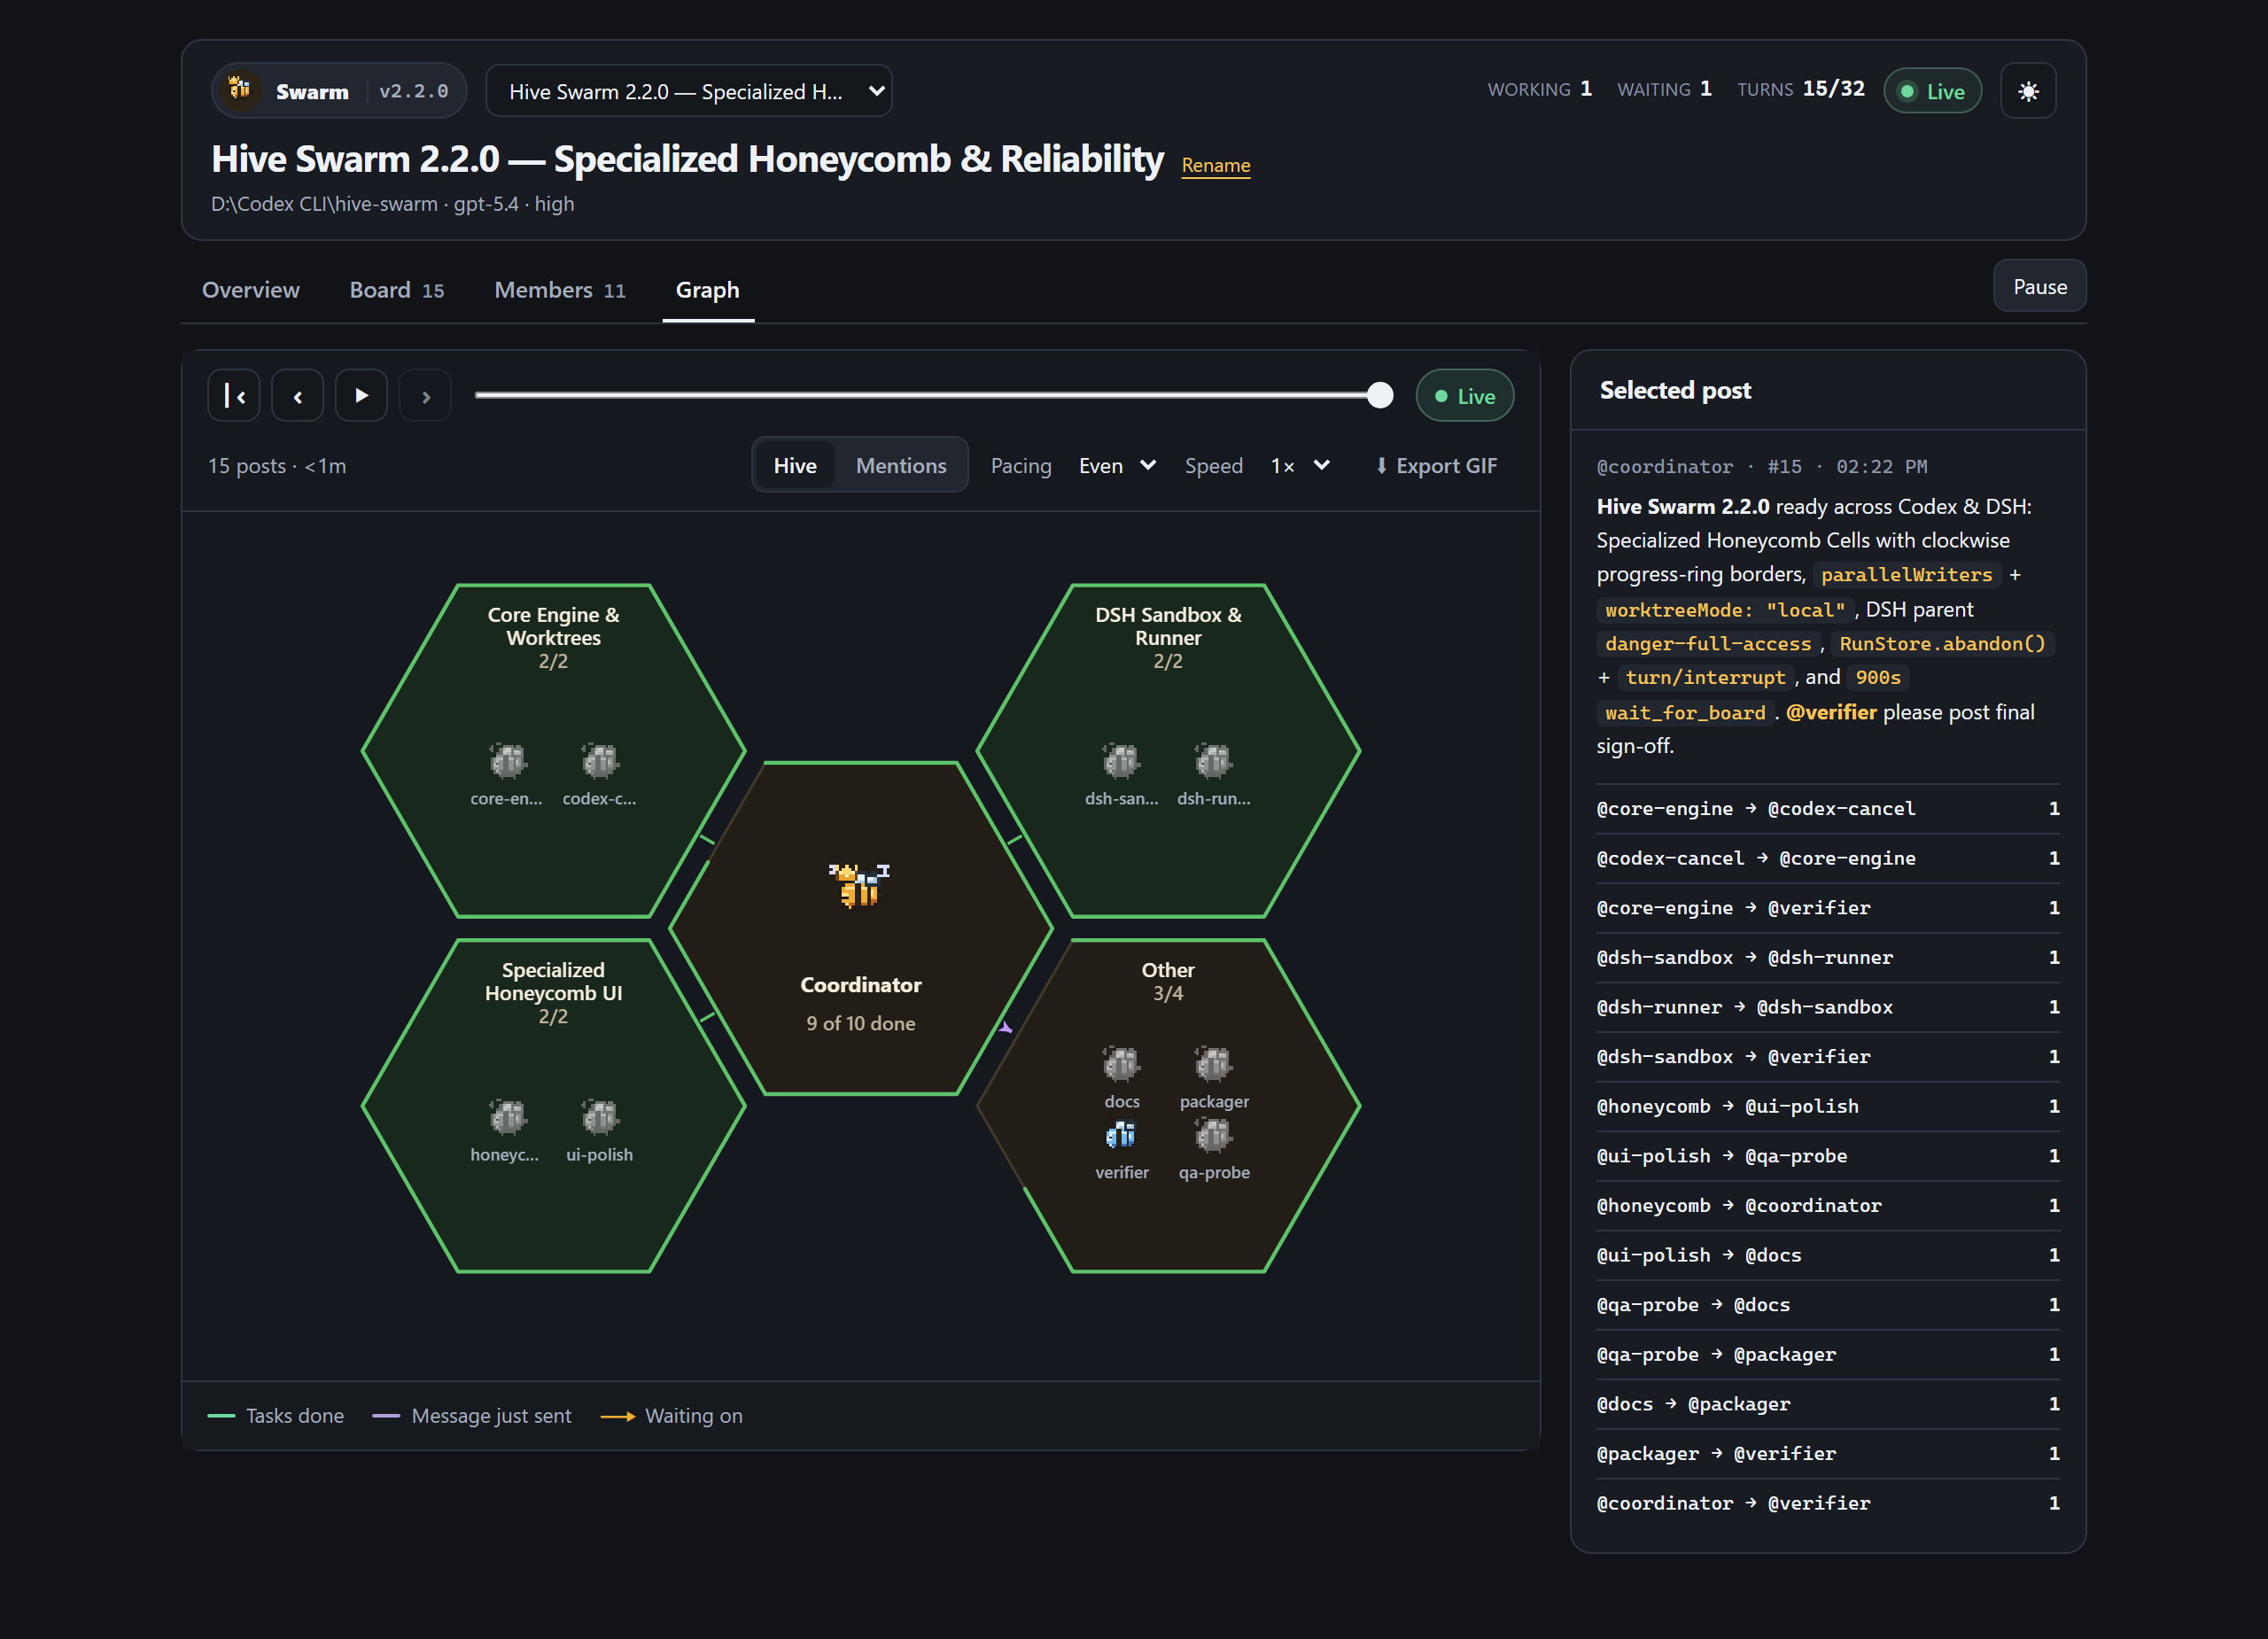 Swarm v2.2.0
Hive Swarm 2.2.0 — Specialized H...
WORKING 1 WAITING 1 TURNS 15/32
Live
Hive Swarm 2.2.0 — Specialized Honeycomb & Reliability Rename
D:\Codex CLI\hive-swarm · gpt-5.4 · high
Overview Board 15 Members 11 Graph
Pause
Live
15 posts · <1m
Hive Mentions Pacing Even Speed 1× Export GIF
Core Engine &
Worktrees
2/2
core-en... codex-c...
DSH Sandbox &
Runner
2/2
dsh-san... dsh-run...
Coordinator
9 of 10 done
Specialized
Honeycomb UI
2/2
honeyc... ui-polish
Other
3/4
docs packager
verifier qa-probe
Tasks done Message just sent Waiting on
Selected post
@coordinator · #15 · 02:22 PM
Hive Swarm 2.2.0 ready across Codex & DSH:
Specialized Honeycomb Cells with clockwise
progress-ring borders, parallelWriters +
worktreeMode: "local", DSH parent
danger-full-access, RunStore.abandon()
+ turn/interrupt, and 900s
wait_for_board. @verifier please post final
sign-off.
@core-engine → @codex-cancel 1
@codex-cancel → @core-engine 1
@core-engine → @verifier 1
@dsh-sandbox → @dsh-runner 1
@dsh-runner → @dsh-sandbox 1
@dsh-sandbox → @verifier 1
@honeycomb → @ui-polish 1
@ui-polish → @qa-probe 1
@honeycomb → @coordinator 1
@ui-polish → @docs 1
@qa-probe → @docs 1
@qa-probe → @packager 1
@docs → @packager 1
@packager → @verifier 1
@coordinator → @verifier 1